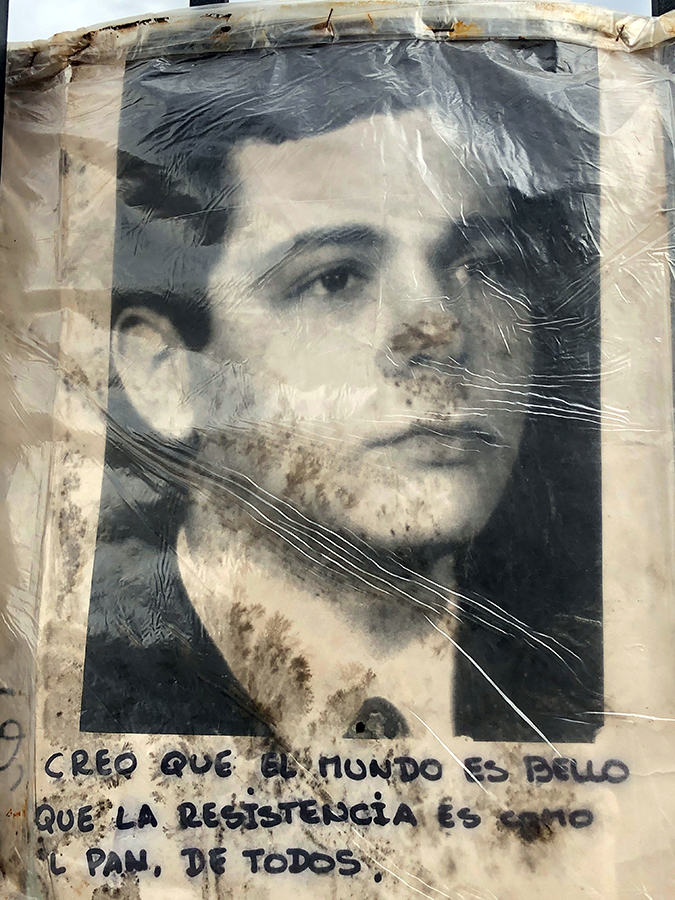 CREO QUE EL MUNDO ES BELLO
QUE LA RESiSTENCiA ES COMO
L PAN, DE TODOS.